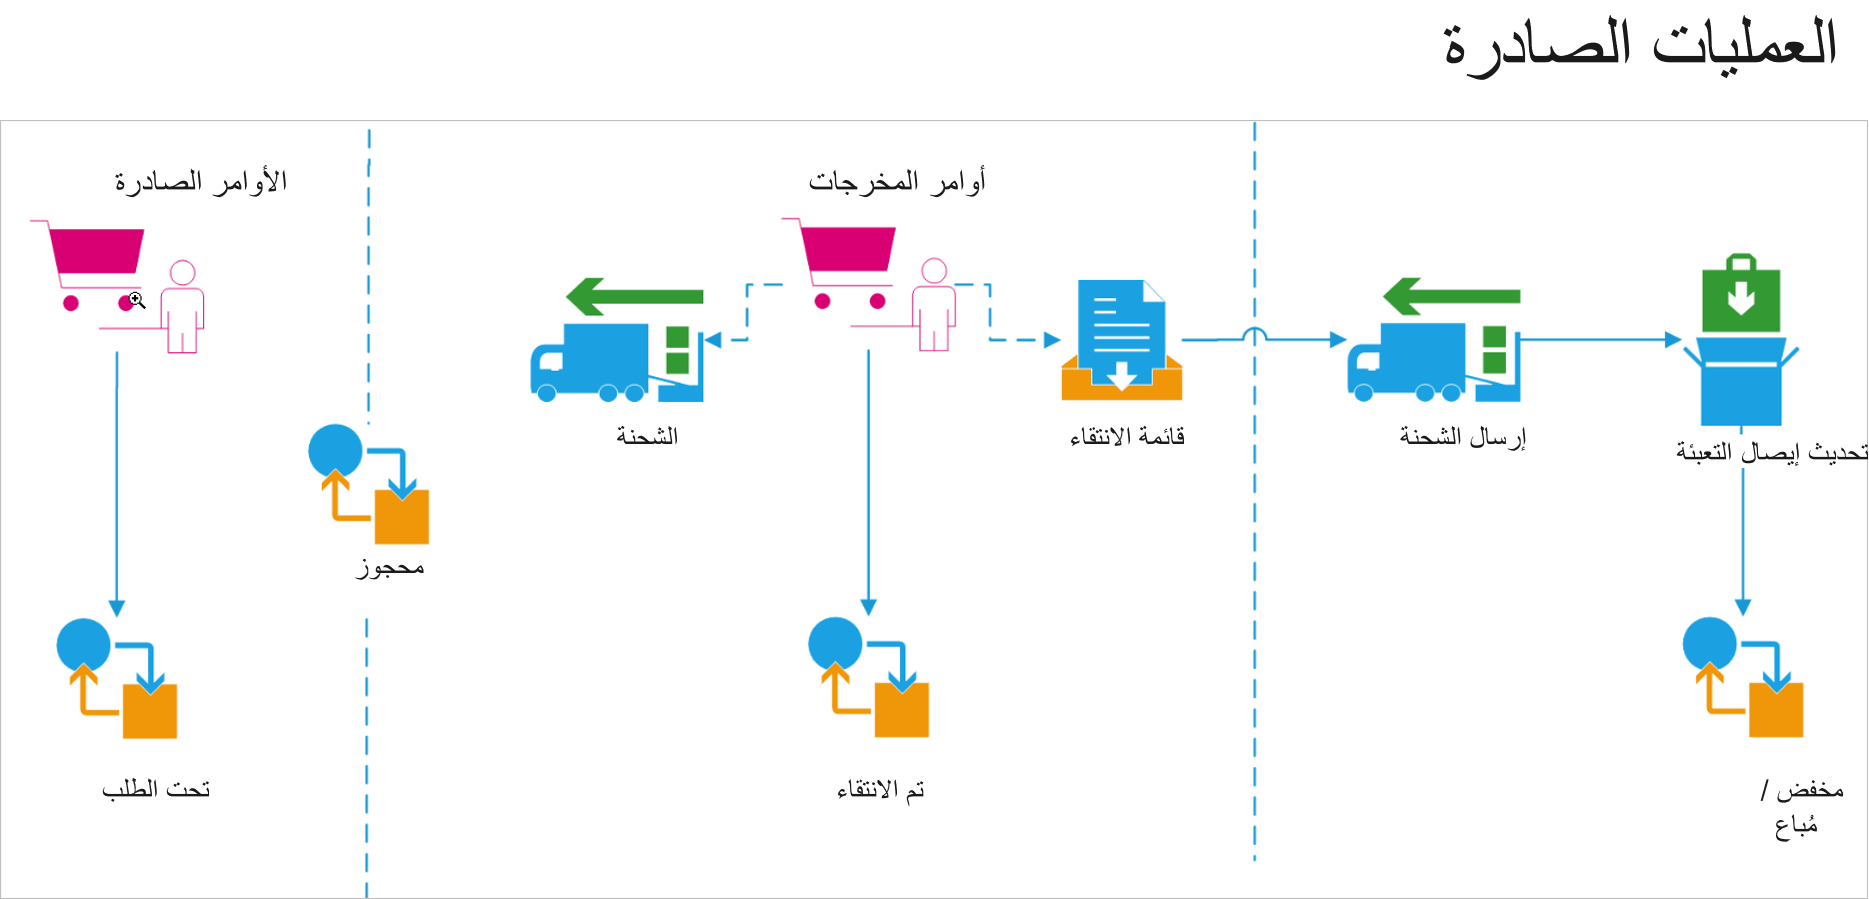 العمليات الصادرة
الأوامر الصادرة
أوامر المخرجات
الشحنة
قائمة الانتقاء
إرسال الشحنة
تحديث إيصال التعبئة
محجوز
تحت الطلب
تم الانتقاء
مخفض /
مُباع